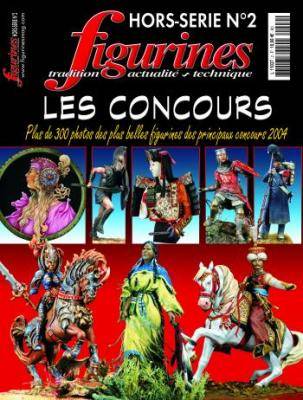 HORS-SERIE N°2
figurines
tradition actualité technique
LES CONCOURS
Plus de 300 photos des plus belles figurines des principaux concours 2004